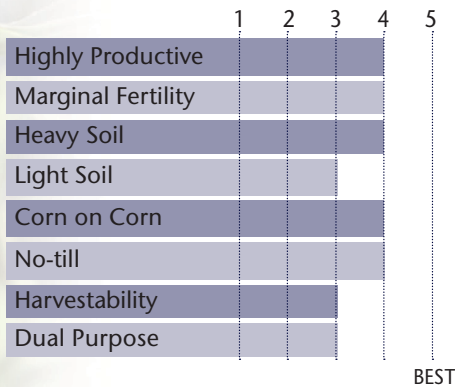 1 2 3 4 5
Highly Productive
Marginal Fertility
Heavy Soil
Light Soil
Corn on Corn
No-till
Harvestability
Dual Purpose
BEST